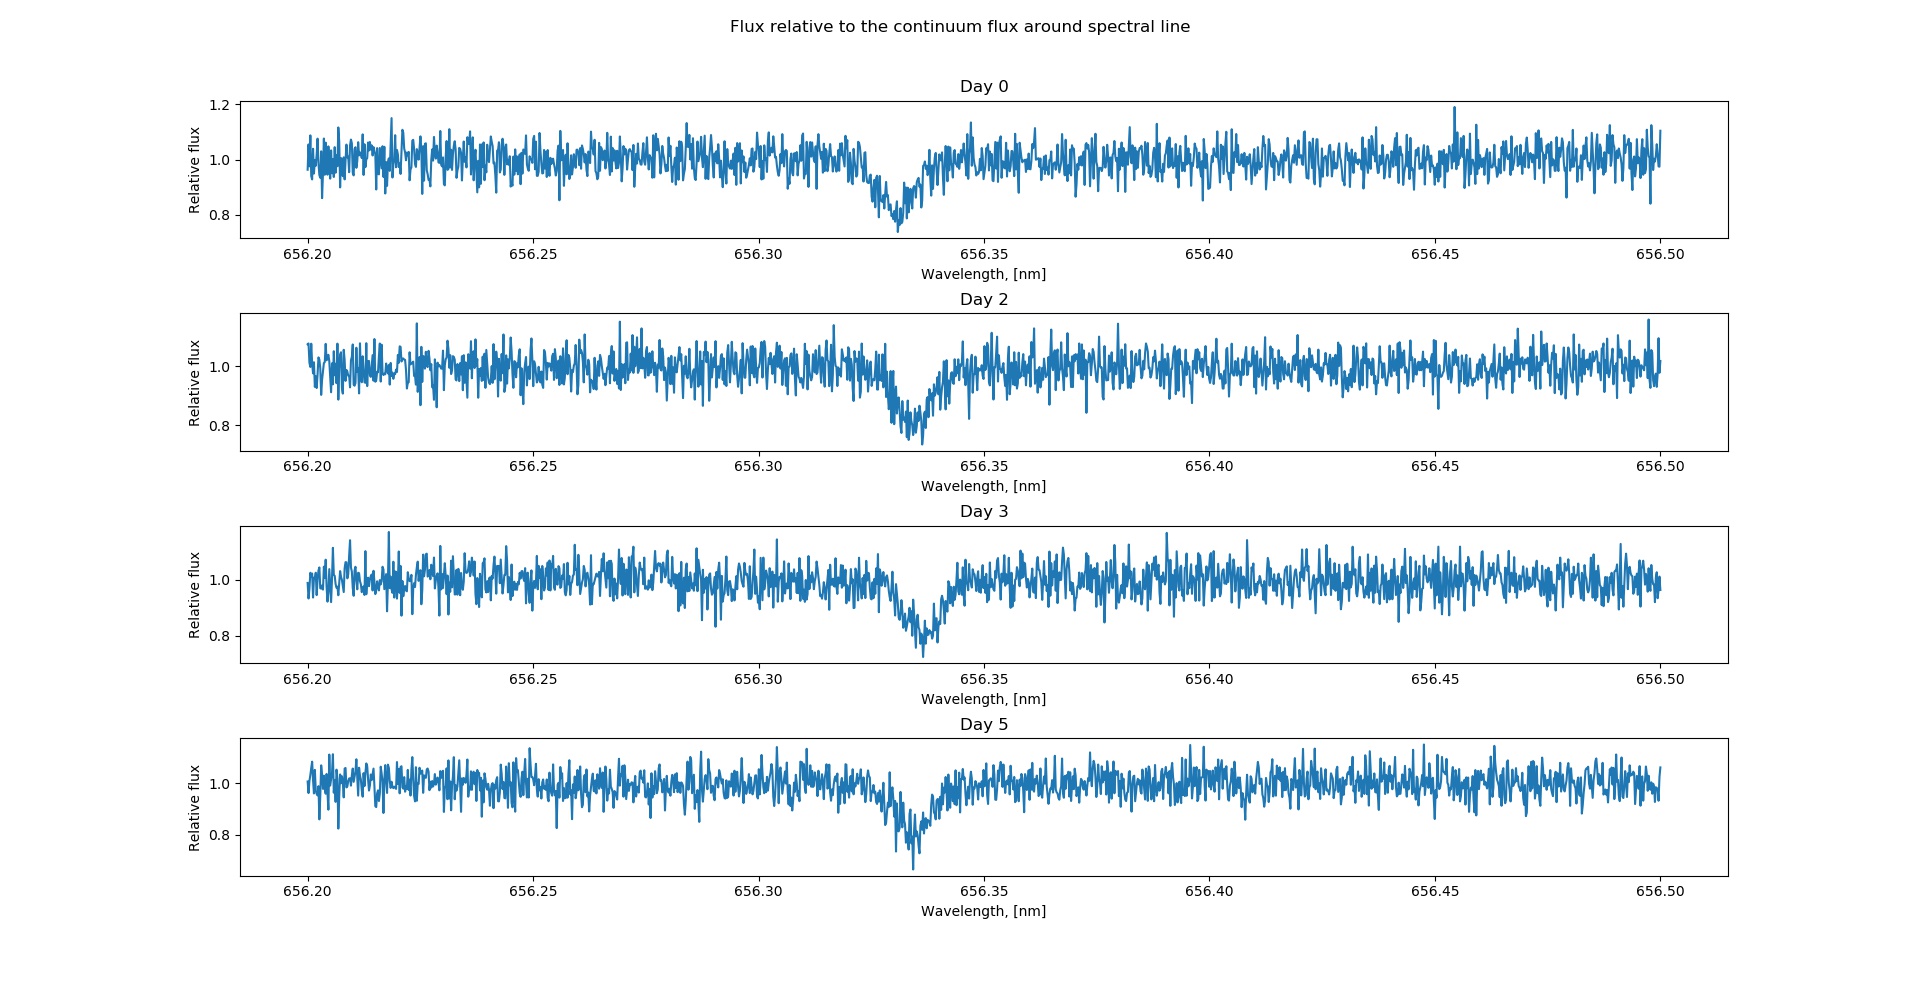 Flux relative to the continuum flux around spectral line
Day 0
Relative flux
1.2
1.0
0.8
656.20 656.25 656.30 656.35 656.40 656.45 656.50
Wavelength, [nm]
Day 2
Relative flux
1.0
0.8
656.20 656.25 656.30 656.35 656.40 656.45 656.50
Wavelength, [nm]
Day 3
Relative flux
1.0
0.8
656.20 656.25 656.30 656.35 656.40 656.45 656.50
Wavelength, [nm]
Day 5
Relative flux
1.0
0.8
656.20 656.25 656.30 656.35 656.40 656.45 656.50
Wavelength, [nm]